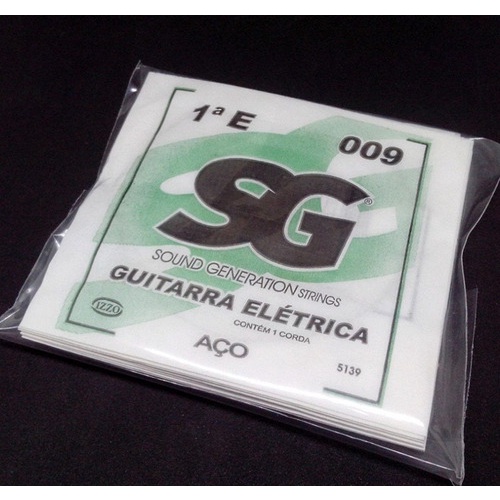 1ª E
009
SG®
SOUND GENERATION STRINGS
GUITARRA ELÉTRICA
CONTÉM 1 CORDA
IZZO
AÇO
5139